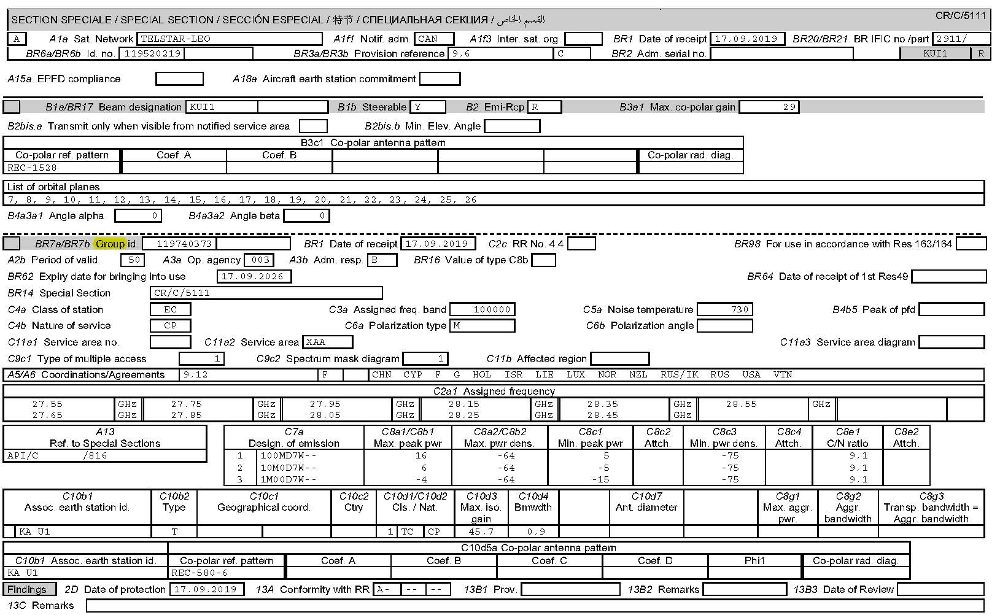 SECTION SPECIALE / SPECIAL SECTION / SECCIÓN ESPECIAL / 特节 / СПЕЦИАЛЬНАЯ СЕКЦИЯ / القسم الخاص CR/C/5111
A A1a Sat. Network TELSTAR-LEO A1f1 Notif. adm. CAN A1f3 Inter. sat. org. BR1 Date of receipt 17.09.2019 BR20/BR21 BR IFIC no./part 2911/
BR6a/BR6b Id. no. 119520219 BR3a/BR3b Provision reference 9.6 C BR2 Adm. serial no. KUI1 R
A15a EPFD compliance A18a Aircraft earth station commitment
B1a/BR17 Beam designation KUI1 B1b Steerable Y B2 Emi-Rcp R B3a1 Max. co-polar gain 29
B2bis.a Transmit only when visible from notified service area B2bis.b Min. Elev. Angle
B3c1 Co-polar antenna pattern
Co-polar ref. pattern Coef. A Coef. B Co-polar rad. diag.
REC-1528
List of orbital planes
7, 8, 9, 10, 11, 12, 13, 14, 15, 16, 17, 18, 19, 20, 21, 22, 23, 24, 25, 26
B4a3a1 Angle alpha 0 B4a3a2 Angle beta 0
BR7a/BR7b Group id. 119740373 BR1 Date of receipt 17.09.2019 C2c RR No. 4.4 BR98 For use in accordance with Res 163/164
A2b Period of valid. 50 A3a Op. agency 003 A3b Adm. resp. B BR16 Value of type C8b
BR62 Expiry date for bringing into use 17.09.2026 BR64 Date of receipt of 1st Res49
BR14 Special Section CR/C/5111
C4a Class of station EC C3a Assigned freq. band 100000 C5a Noise temperature 730 B4b5 Peak of pfd
C4b Nature of service CP C6a Polarization type M C6b Polarization angle
C11a1 Service area no. C11a2 Service area XAA C11a3 Service area diagram
C9c1 Type of multiple access 1 C9c2 Spectrum mask diagram 1 C11b Affected region
A5/A6 Coordinations/Agreements 9.12 F CHN CYP F G HOL ISR LIE LUX NOR NZL RUS/IK RUS USA VTN
C2a1 Assigned frequency
27.55 GHz 27.75 GHz 27.95 GHz 28.15 GHz 28.35 GHz 28.55 GHz
27.65 GHz 27.85 GHz 28.05 GHz 28.25 GHz 28.45 GHz
A13 C7a C8a1/C8b1 C8a2/C8b2 C8c1 C8c2 C8c3 C8c4 C8e1 C8e2
Ref. to Special Sections Design. of emission Max. peak pwr Max. pwr dens. Min. peak pwr Attch. Min. pwr dens. Attch. C/N ratio Attch.
API/C /816 1 100MD7W-- 16 -64 5 -75 9.1
2 10M0D7W-- 6 -64 -5 -75 9.1
3 1M00D7W-- -4 -64 -15 -75 9.1
C10b1 C10b2 C10c1 C10c2 C10d1/C10d2 C10d3 C10d4 C10d7 C8g1 C8g2 C8g3
Assoc. earth station id. Type Geographical coord. Ctry Cls. / Nat. Max. iso. Bmwdth Ant. diameter Max. aggr. Aggr. Transp. bandwidth =
gain pwr. bandwidth Aggr. bandwidth
KA U1 T 1 TC CP 45.7 0.9
C10d5a Co-polar antenna pattern
C10b1 Assoc. earth station id. Co-polar ref. pattern Coef. A Coef. B Coef. C Coef. D Phi1 Co-polar rad. diag.
KA U1 REC-580-6
Findings 2D Date of protection 17.09.2019 13A Conformity with RR A- -- -- 13B1 Prov. 13B2 Remarks 13B3 Date of Review
13C Remarks